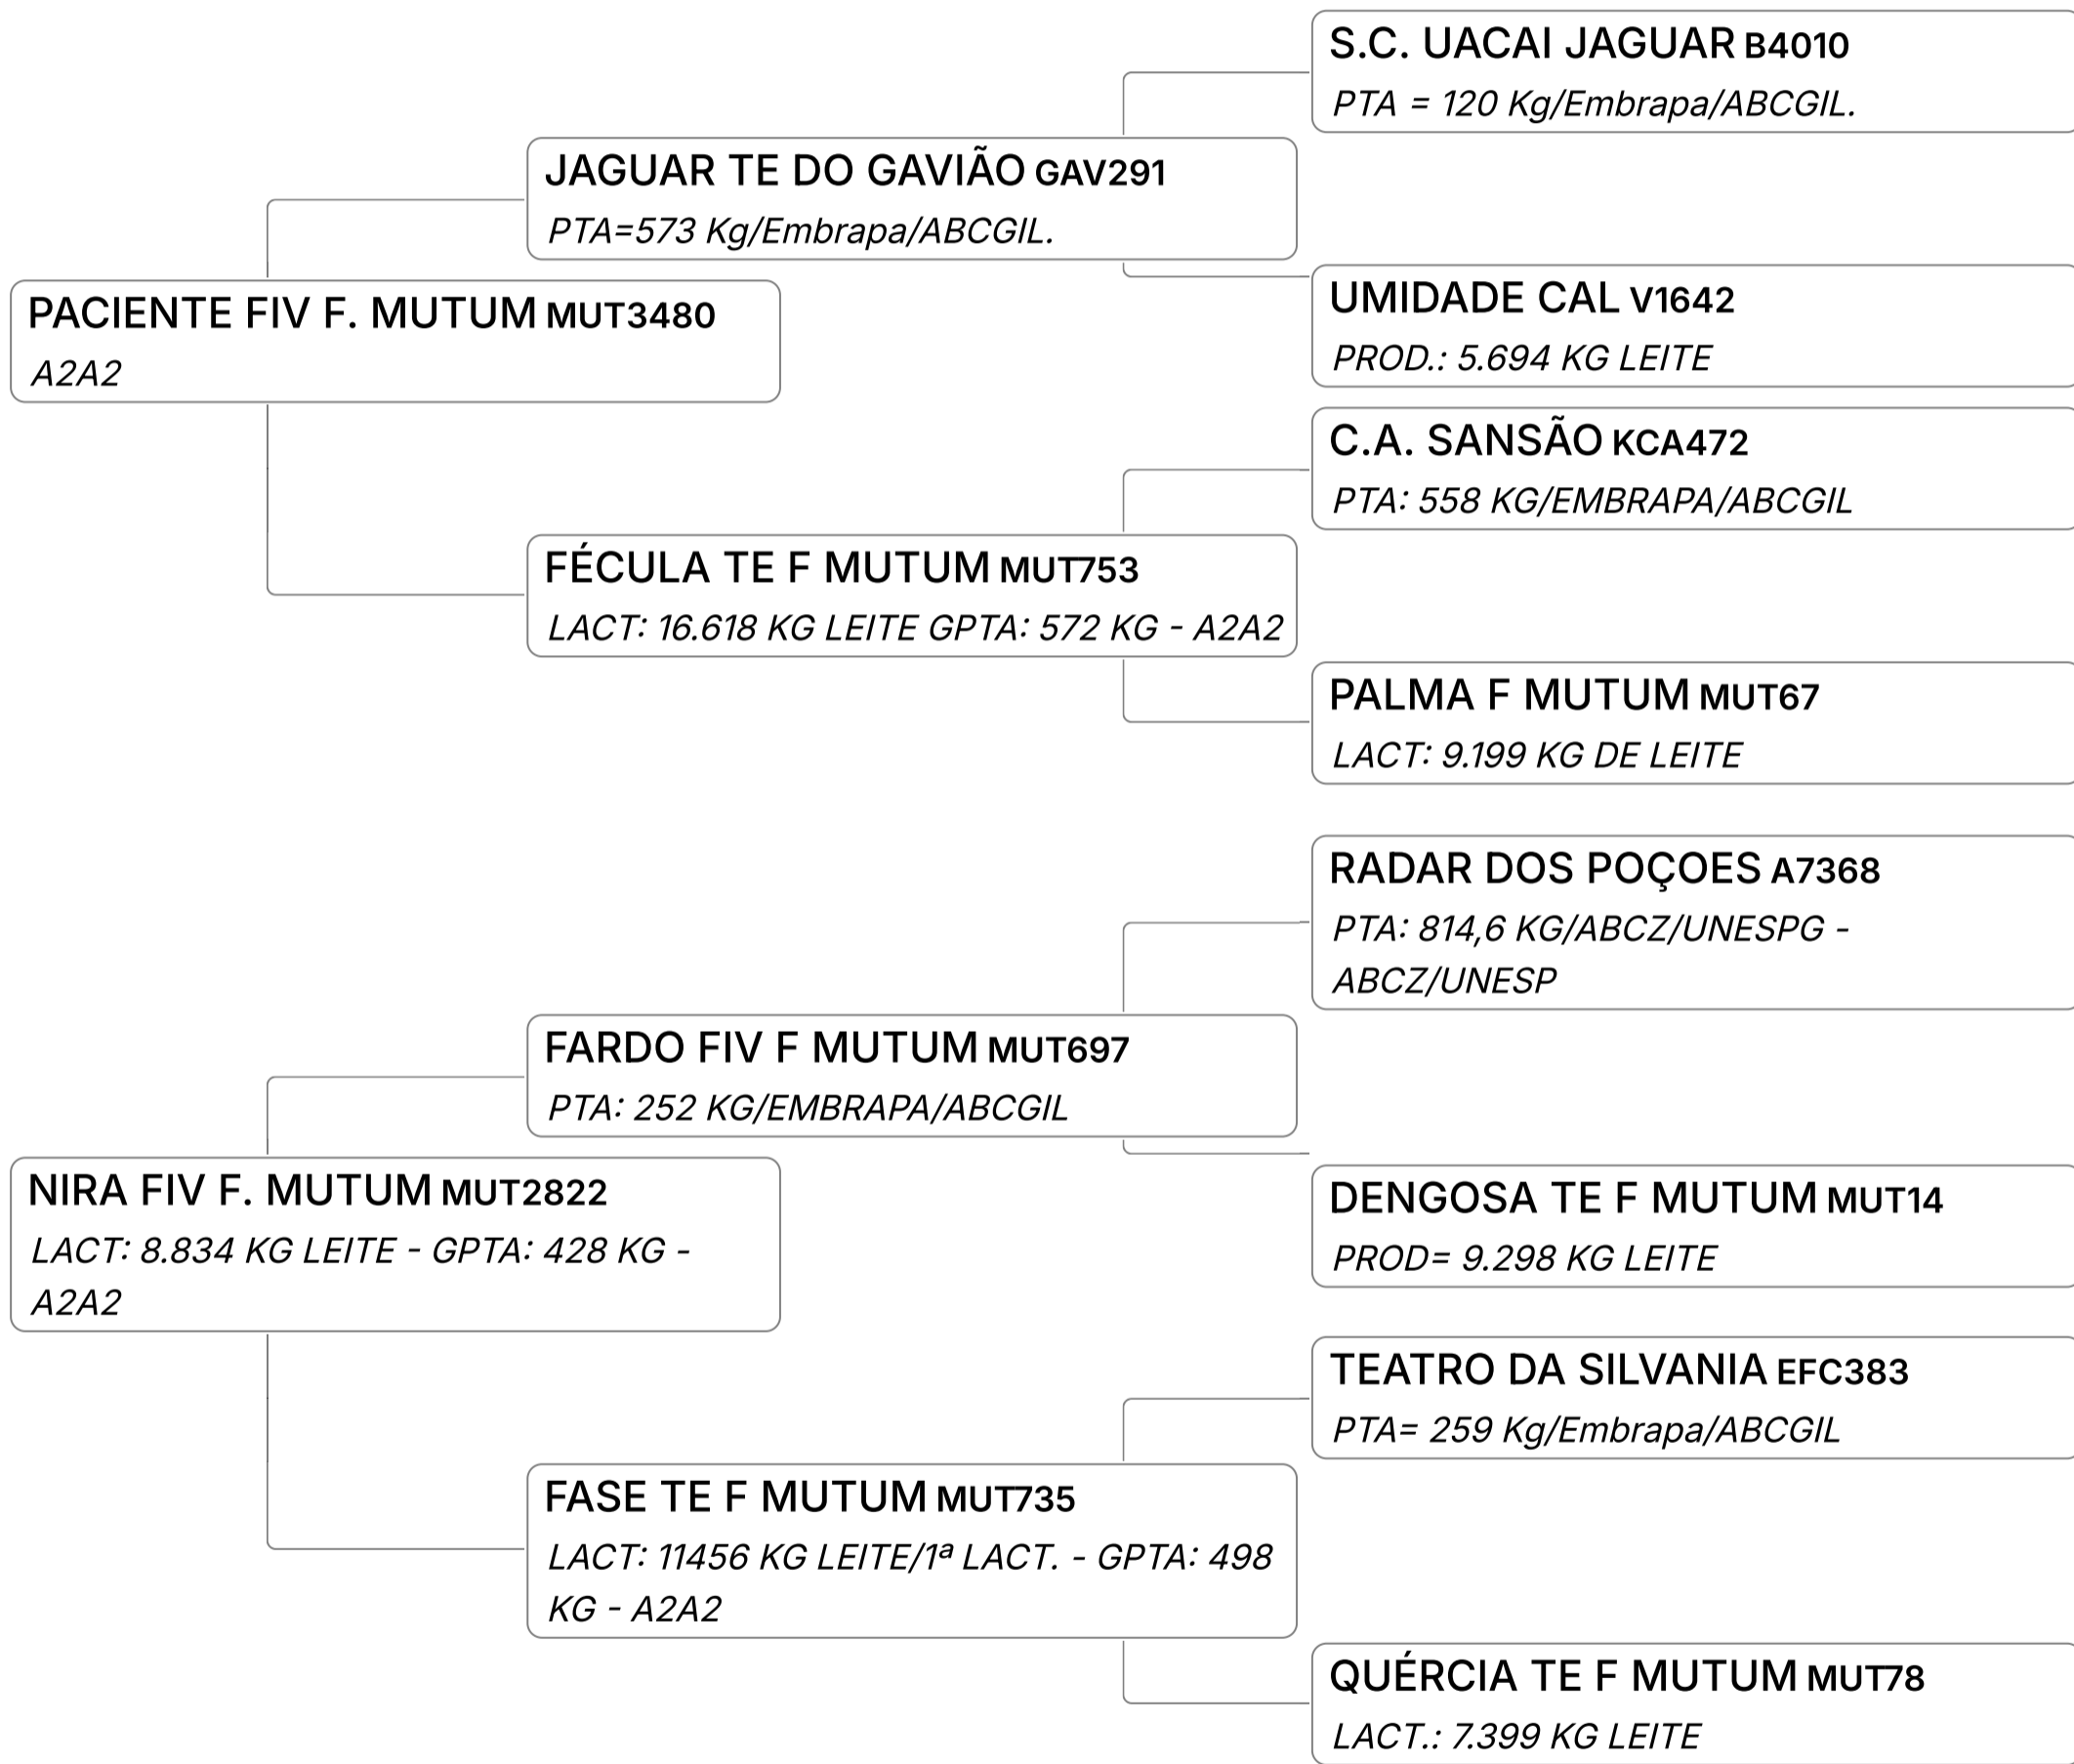 S.C. UACAI JAGUAR B4010
PTA = 120 Kg/Embrapa/ABCGIL.
JAGUAR TE DO GAVIÃO GAV291
PTA=573 Kg/Embrapa/ABCGIL.
UMIDADE CAL V1642
PROD.: 5.694 KG LEITE
PACIENTE FIV F. MUTUM MUT3480
A2A2
C.A. SANSÃO KCA472
PTA: 558 KG/EMBRAPA/ABCGIL
FÉCULA TE F MUTUM MUT753
LACT: 16.618 KG LEITE GPTA: 572 KG - A2A2
PALMA F MUTUM MUT67
LACT: 9.199 KG DE LEITE
RADAR DOS POÇOES A7368
PTA: 814,6 KG/ABCZ/UNESPG -
ABCZ/UNESP
FARDO FIV F MUTUM MUT697
PTA: 252 KG/EMBRAPA/ABCGIL
DENGOSA TE F MUTUM MUT14
PROD= 9.298 KG LEITE
NIRA FIV F. MUTUM MUT2822
LACT: 8.834 KG LEITE - GPTA: 428 KG -
A2A2
TEATRO DA SILVANIA EFC383
PTA= 259 Kg/Embrapa/ABCGIL
FASE TE F MUTUM MUT735
LACT: 11456 KG LEITE/1ª LACT. - GPTA: 498
KG - A2A2
QUÉRCIA TE F MUTUM MUT78
LACT.: 7.399 KG LEITE